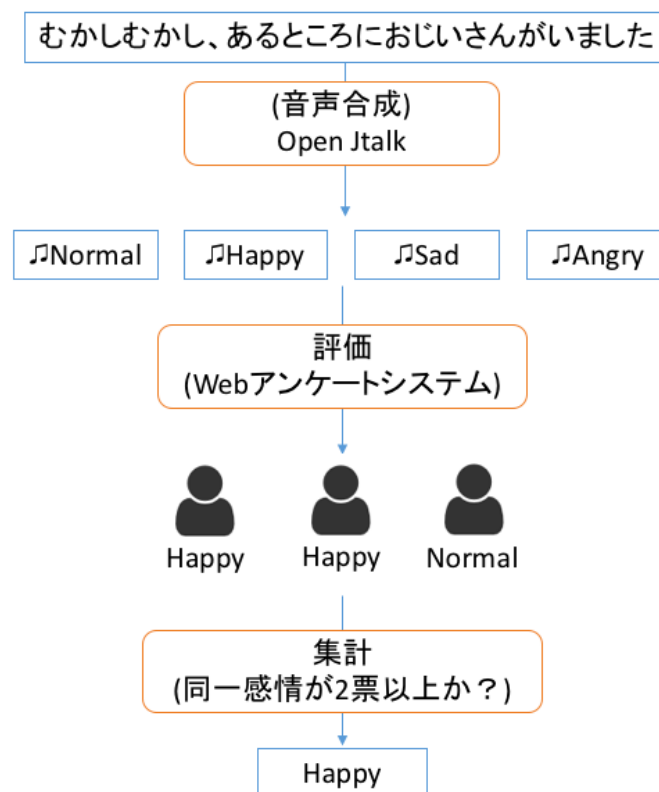 むかしむかし、あるところにおじいさんがいました
(音声合成)
Open Jtalk
♫Normal
♫Happy
♫Sad
♫Angry
評価
(Webアンケートシステム)
Happy
Happy
Normal
集計
(同一感情が2票以上か？)
Happy